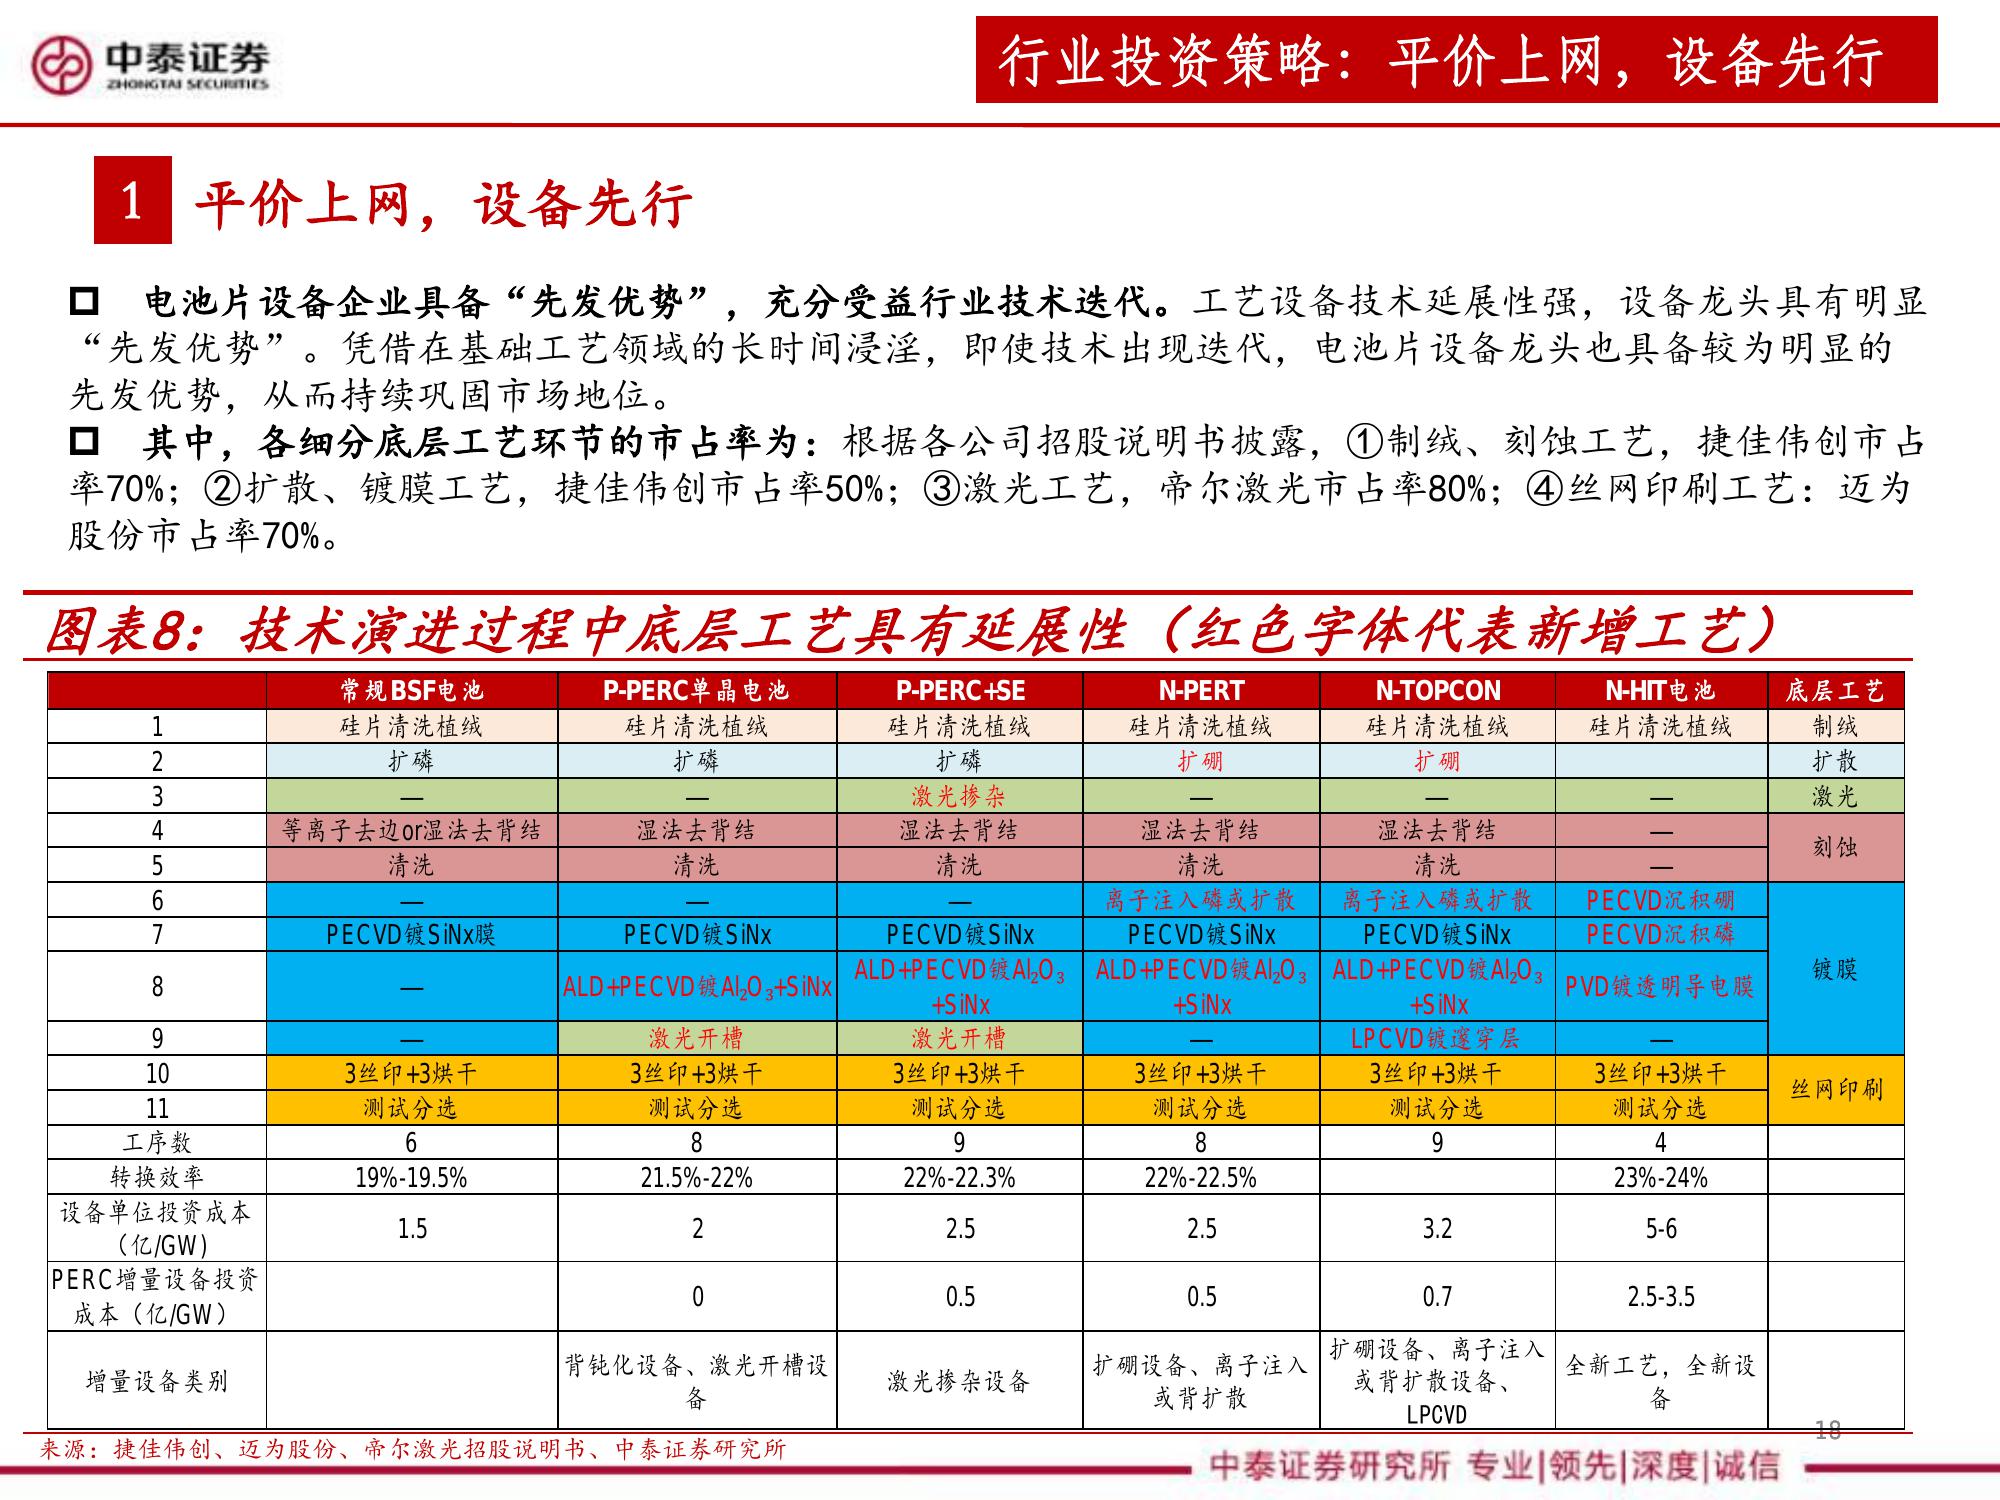 中泰证券
ZHONGTAI SECURITIES
行业投资策略：平价上网，设备先行
1 平价上网，设备先行
电池片设备企业具备“先发优势”，充分受益行业技术迭代。工艺设备技术延展性强，设备龙头具有明显
“先发优势”。凭借在基础工艺领域的长时间浸淫，即使技术出现迭代，电池片设备龙头也具备较为明显的
先发优势，从而持续巩固市场地位。
其中，各细分底层工艺环节的市占率为：根据各公司招股说明书披露，①制绒、刻蚀工艺，捷佳伟创市占
率70%；②扩散、镀膜工艺，捷佳伟创市占率50%；③激光工艺，帝尔激光市占率80%；④丝网印刷工艺：迈为
股份市占率70%。
图表8：技术演进过程中底层工艺具有延展性（红色字体代表新增工艺）
常规BSF电池 P-PERC单晶电池 P-PERC+SE N-PERT N-TOPCON N-HIT电池 底层工艺
1 硅片清洗植绒 硅片清洗植绒 硅片清洗植绒 硅片清洗植绒 硅片清洗植绒 硅片清洗植绒 制绒
2 扩磷 扩磷 扩磷 扩硼 扩硼 扩散
3 — — 激光掺杂 — — — 激光
4 等离子去边or湿法去背结 湿法去背结 湿法去背结 湿法去背结 湿法去背结 — 刻蚀
5 清洗 清洗 清洗 清洗 清洗 —
6 — — — 离子注入磷或扩散 离子注入磷或扩散 PECVD沉积硼 镀膜
7 PECVD镀SiNx膜 PECVD镀SiNx PECVD镀SiNx PECVD镀SiNx PECVD镀SiNx PECVD沉积磷
8 — ALD+PECVD镀Al₂O₃+SiNx ALD+PECVD镀Al₂O₃+SiNx ALD+PECVD镀Al₂O₃+SiNx ALD+PECVD镀Al₂O₃+SiNx PVD镀透明导电膜
9 — 激光开槽 激光开槽 — LPCVD镀邃穿层 —
10 3丝印+3烘干 3丝印+3烘干 3丝印+3烘干 3丝印+3烘干 3丝印+3烘干 3丝印+3烘干 丝网印刷
11 测试分选 测试分选 测试分选 测试分选 测试分选 测试分选
工序数 6 8 9 8 9 4
转换效率 19%-19.5% 21.5%-22% 22%-22.3% 22%-22.5% 23%-24%
设备单位投资成本（亿/GW) 1.5 2 2.5 2.5 3.2 5-6
PERC增量设备投资成本（亿/GW） 0 0.5 0.5 0.7 2.5-3.5
增量设备类别 背钝化设备、激光开槽设备 激光掺杂设备 扩硼设备、离子注入或背扩散 扩硼设备、离子注入或背扩散设备、LPCVD 全新工艺，全新设备
18
来源：捷佳伟创、迈为股份、帝尔激光招股说明书、中泰证券研究所
中泰证券研究所 专业|领先|深度|诚信